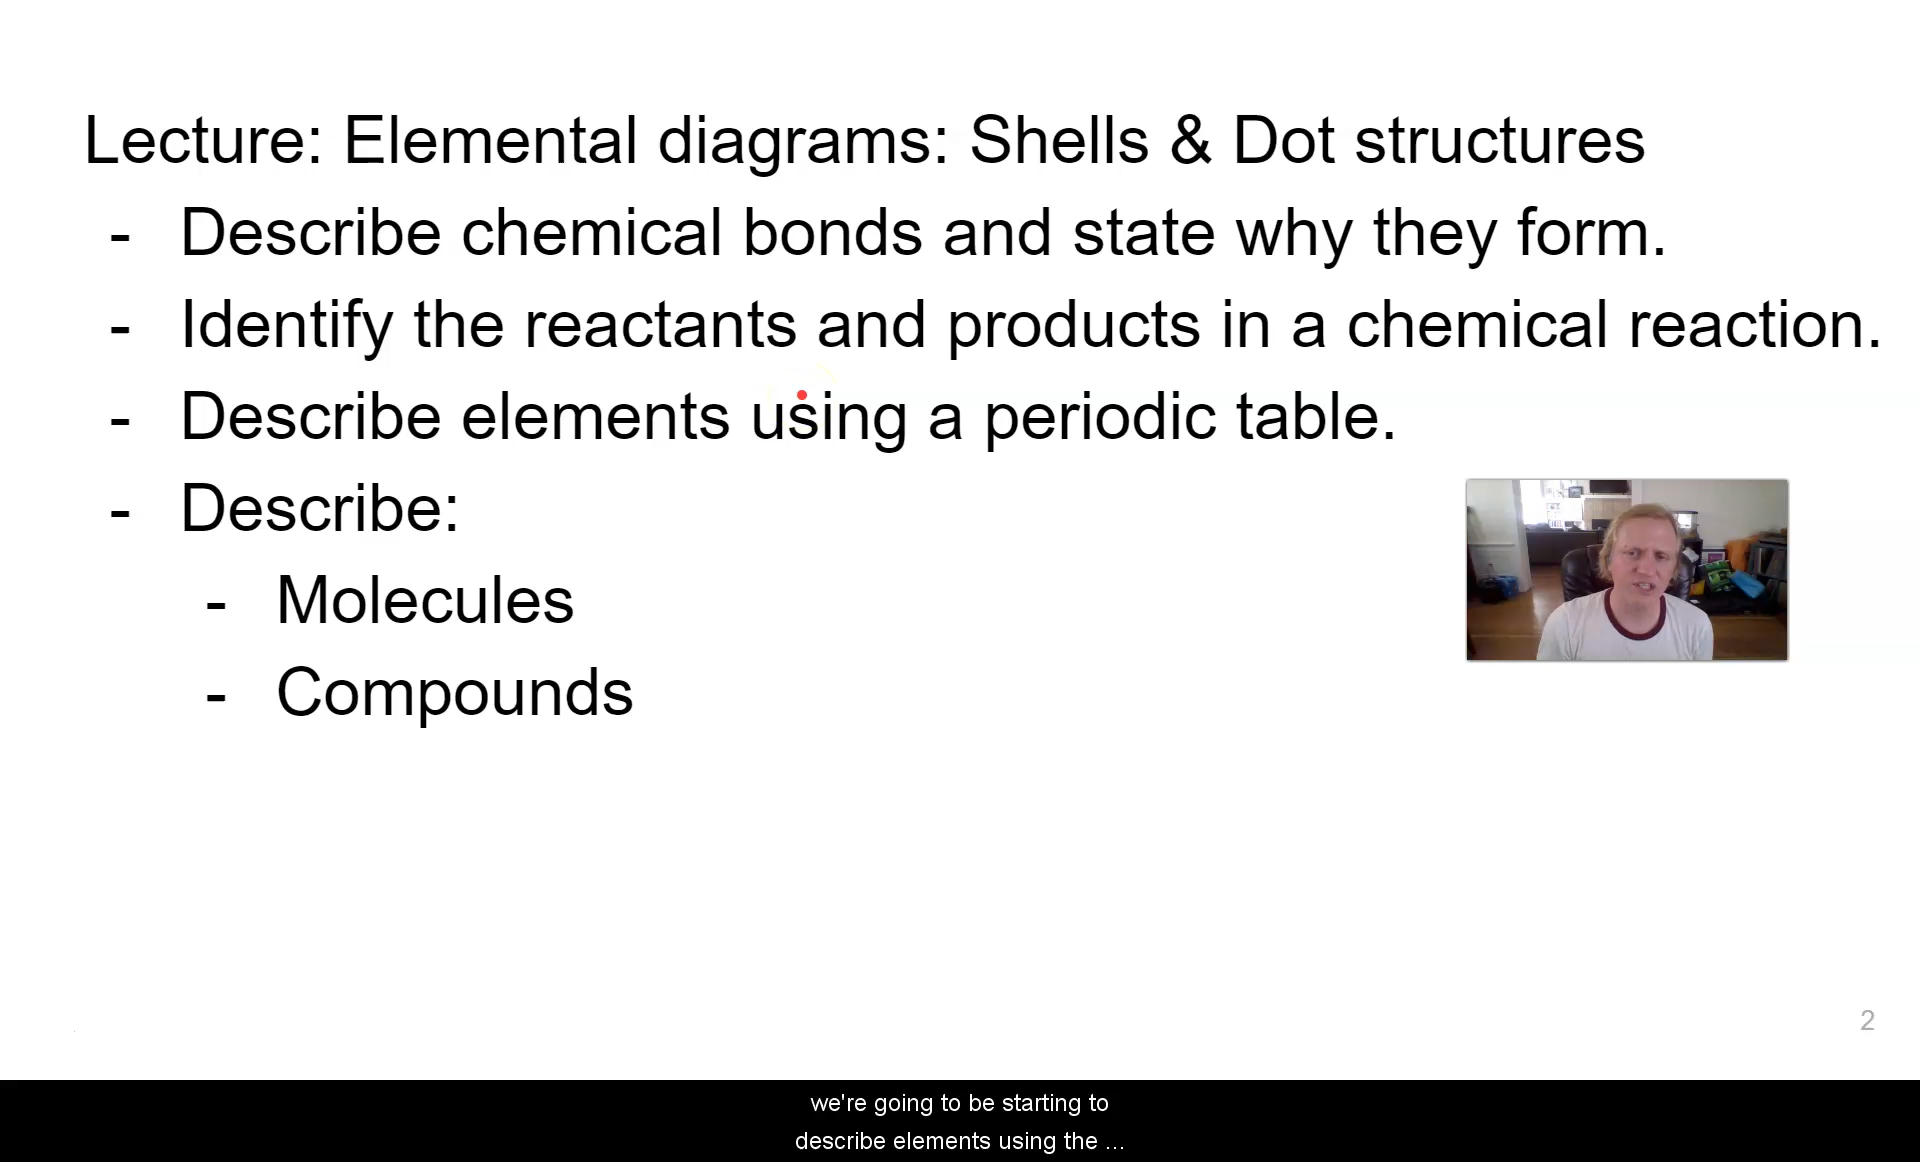 Lecture: Elemental diagrams: Shells & Dot structures
- Describe chemical bonds and state why they form.
- Identify the reactants and products in a chemical reaction.
- Describe elements using a periodic table.
- Describe:
- Molecules
- Compounds
2
we're going to be starting to
describe elements using the ...